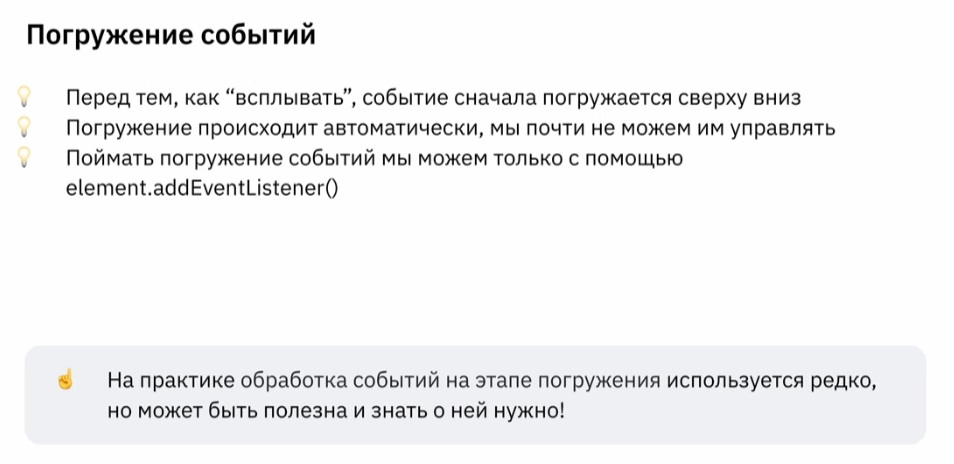 Погружение событий
Перед тем, как “всплывать”, событие сначала погружается сверху вниз
Погружение происходит автоматически, мы почти не можем им управлять
Поймать погружение событий мы можем только с помощью
element.addEventListener()
На практике обработка событий на этапе погружения используется редко,
но может быть полезна и знать о ней нужно!